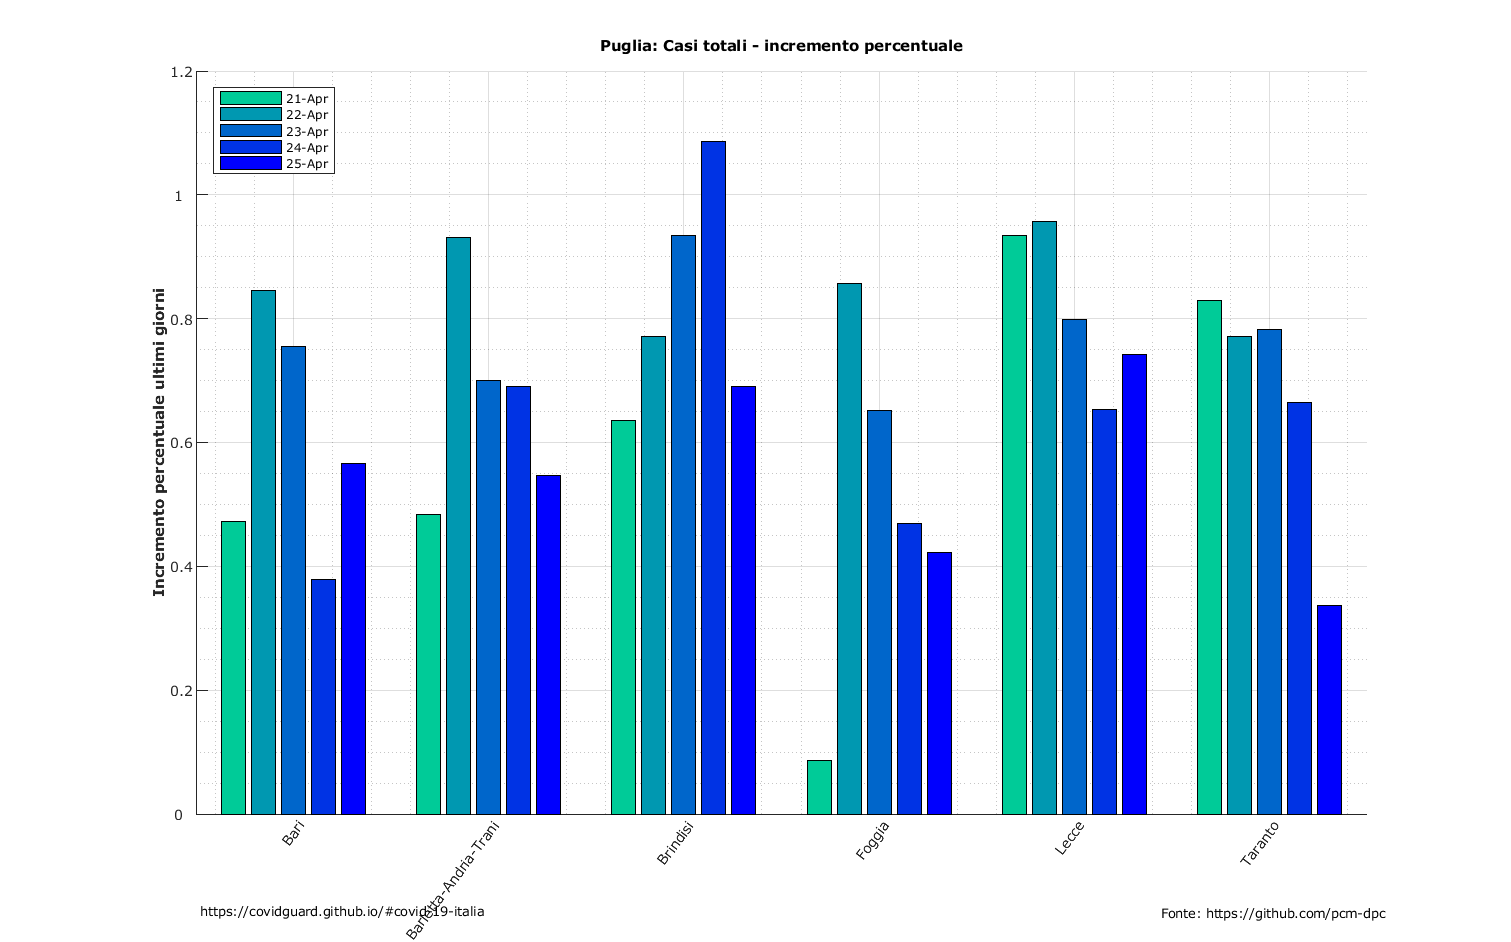 Puglia: Casi totali - incremento percentuale
1.2
1
0.8
0.6
0.4
0.2
0
Incremento percentuale ultimi giorni
21-Apr
22-Apr
23-Apr
24-Apr
25-Apr
Bari
Barletta-Andria-Trani
Brindisi
Foggia
Lecce
Taranto
https://covidguard.github.io/#covid-19-italia
Fonte: https://github.com/pcm-dpc